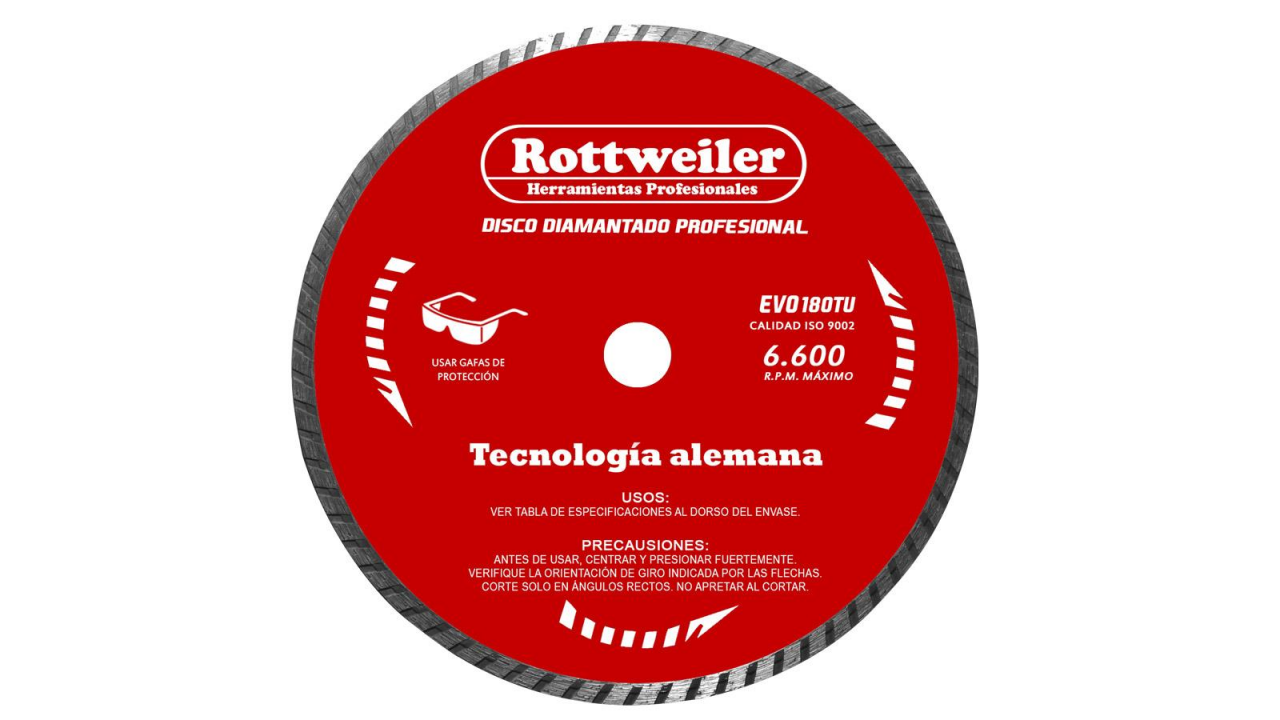 Rottweiler
Herramientas Profesionales
DISCO DIAMANTADO PROFESIONAL
USAR GAFAS DE
PROTECCIÓN
EVO180TU
CALIDAD ISO 9002
6.600
R.P.M. MÁXIMO
Tecnología alemana
USOS:
VER TABLA DE ESPECIFICACIONES AL DORSO DEL ENVASE.
PRECAUSIONES:
ANTES DE USAR, CENTRAR Y PRESIONAR FUERTEMENTE.
VERIFIQUE LA ORIENTACIÓN DE GIRO INDICADA POR LAS FLECHAS.
CORTE SOLO EN ÁNGULOS RECTOS. NO APRETAR AL CORTAR.